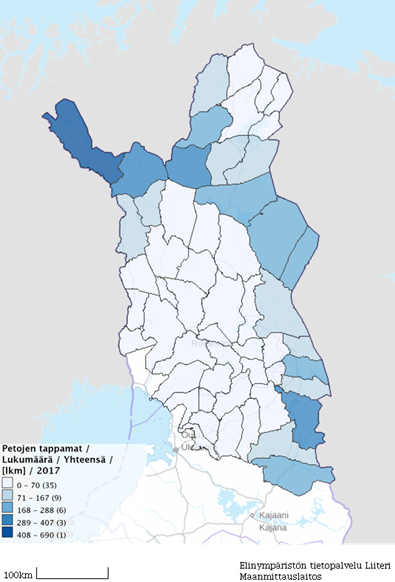 Petojen tappamat /
Lukumäärä / Yhteensä /
[lkm] / 2017
0 - 70 (35)
71 - 167 (9)
168 - 288 (6)
289 - 407 (3)
408 - 690 (1)
Kajaani
Kajana
100km
Elinympäristön tietopalvelu Liiteri
Maanmittauslaitos